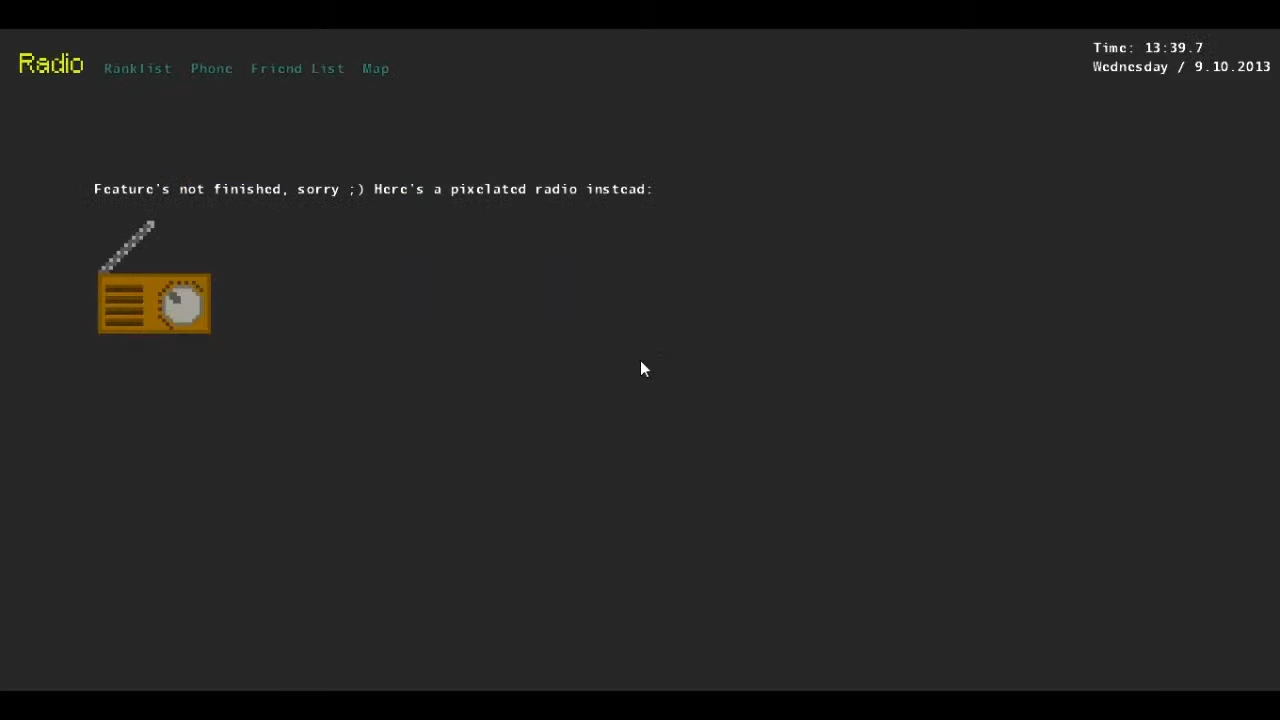 Radio Ranklist Phone Friend List Map
Time: 13:39.7
Wednesday / 9.10.2013
Feature's not finished, sorry ;) Here's a pixelated radio instead: